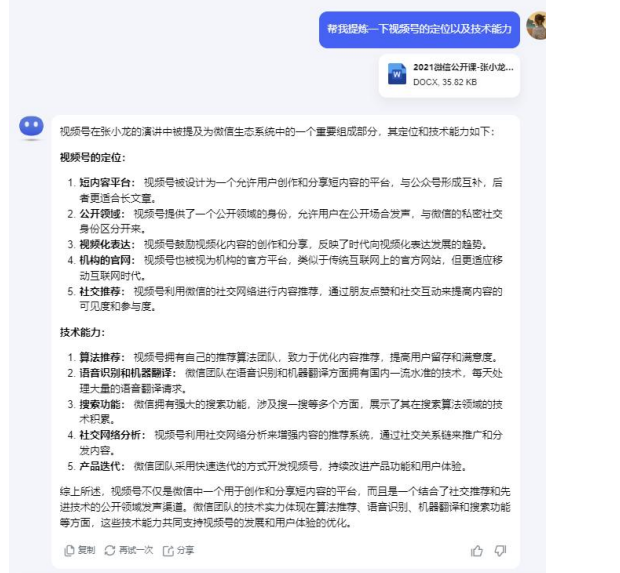 帮我提炼一下视频号的定位以及技术能力
2021微信公开课-张小龙...
DOCX, 35.82 KB
视频号在张小龙的演讲中被提及为微信生态系统中的一个重要组成部分，其定位和技术能力如下：
视频号的定位：
1. 短内容平台： 视频号被设计为一个允许用户创作和分享短内容的平台，与公众号形成互补，后
者更适合长文章。
2. 公开领域： 视频号提供了一个公开领域的身份，允许用户在公开场合发声，与微信的私密社交
身份区分开来。
3. 视频化表达： 视频号鼓励视频化内容的创作和分享，反映了时代向视频化表达发展的趋势。
4. 机构的官网： 视频号也被视为机构的官方平台，类似于传统互联网上的官方网站，但更适应移
动互联网时代。
5. 社交推荐： 视频号利用微信的社交网络进行内容推荐，通过朋友点赞和社交互动来提高内容的
可见度和参与度。
技术能力：
1. 算法推荐： 视频号拥有自己的推荐算法团队，致力于优化内容推荐，提高用户留存和满意度。
2. 语音识别和机器翻译： 微信团队在语音识别和机器翻译方面拥有国内一流水准的技术，每天处
理大量的语音翻译请求。
3. 搜索功能： 微信拥有强大的搜索功能，涉及搜一搜等多个方面，展示了其在搜索算法领域的技
术积累。
4. 社交网络分析： 视频号利用社交网络分析来增强内容的推荐系统，通过社交关系链来推广和分
发内容。
5. 产品迭代： 微信团队采用快速迭代的方式开发视频号，持续改进产品功能和用户体验。
综上所述，视频号不仅是微信中一个用于创作和分享短内容的平台，而且是一个结合了社交推荐和先
进技术的公开领域发声渠道。微信团队的技术实力体现在算法推荐、语音识别、机器翻译和搜索功能
等方面，这些技术能力共同支持视频号的发展和用户体验的优化。
复制 再试一次 分享